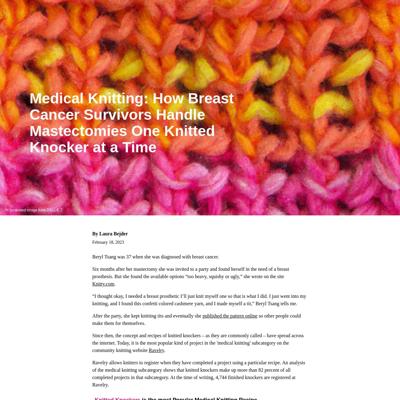 Medical Knitting: How Breast
Cancer Survivors Handle
Mastectomies One Knitted
Knocker at a Time
By Laura Bejder
February 18, 2023
Beryl Tsang was 37 when she was diagnosed with breast cancer.
Six months after her mastectomy she was invited to a party and found herself in the need of a breast
prosthesis. But she found the available options “too heavy, squishy or ugly”, she wrote on the site
Knitty.com.
“I thought okay, I needed a breast prosthetic I’ll just knit myself one so that is what I did. I just went into my
knitting, and I found this confetti colored cashmere yarn, and I made myself a tit,” Beryl Tsang tells me.
After the party, she kept knitting tits and eventually she published the pattern online so other people could
make them for themselves.
Since then, the concept and recipes of knitted knockers – as they are commonly called – have spread across
the internet. Today, it is the most popular kind of project in the ‘medical knitting’ subcategory on the
community knitting website Ravelry.
Ravelry allows knitters to register when they have completed a project using a particular recipe. An analysis
of the medical knitting subcategory shows that knitted knockers make up more than 82 percent of all
completed projects in that subcategory. At the time of writing, 4,744 finished knockers are registered at
Ravelry.
Knitted Knockers is the most Popular Medical Knitting Recipe